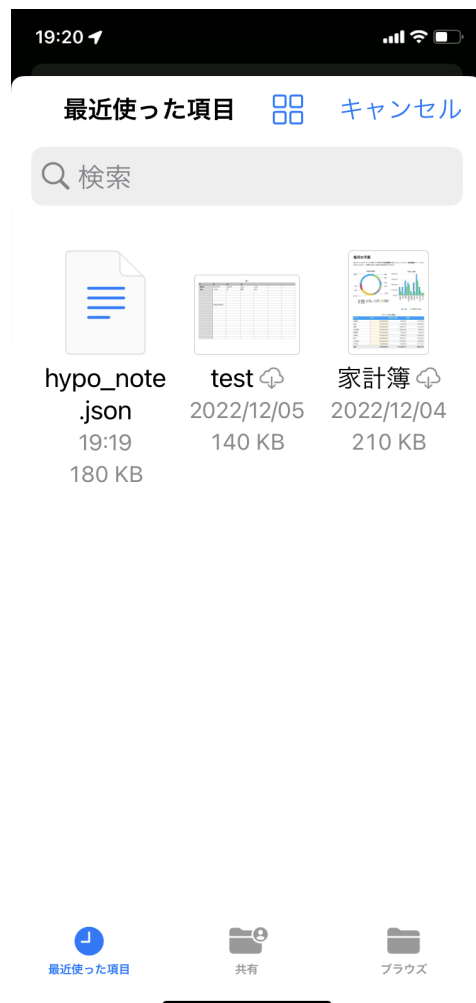 19:20
最近使った項目
キャンセル
検索
hypo_note
.json
19:19
180 KB
test
2022/12/05
140 KB
家計簿
2022/12/04
210 KB
最近使った項目
共有
ブラウズ